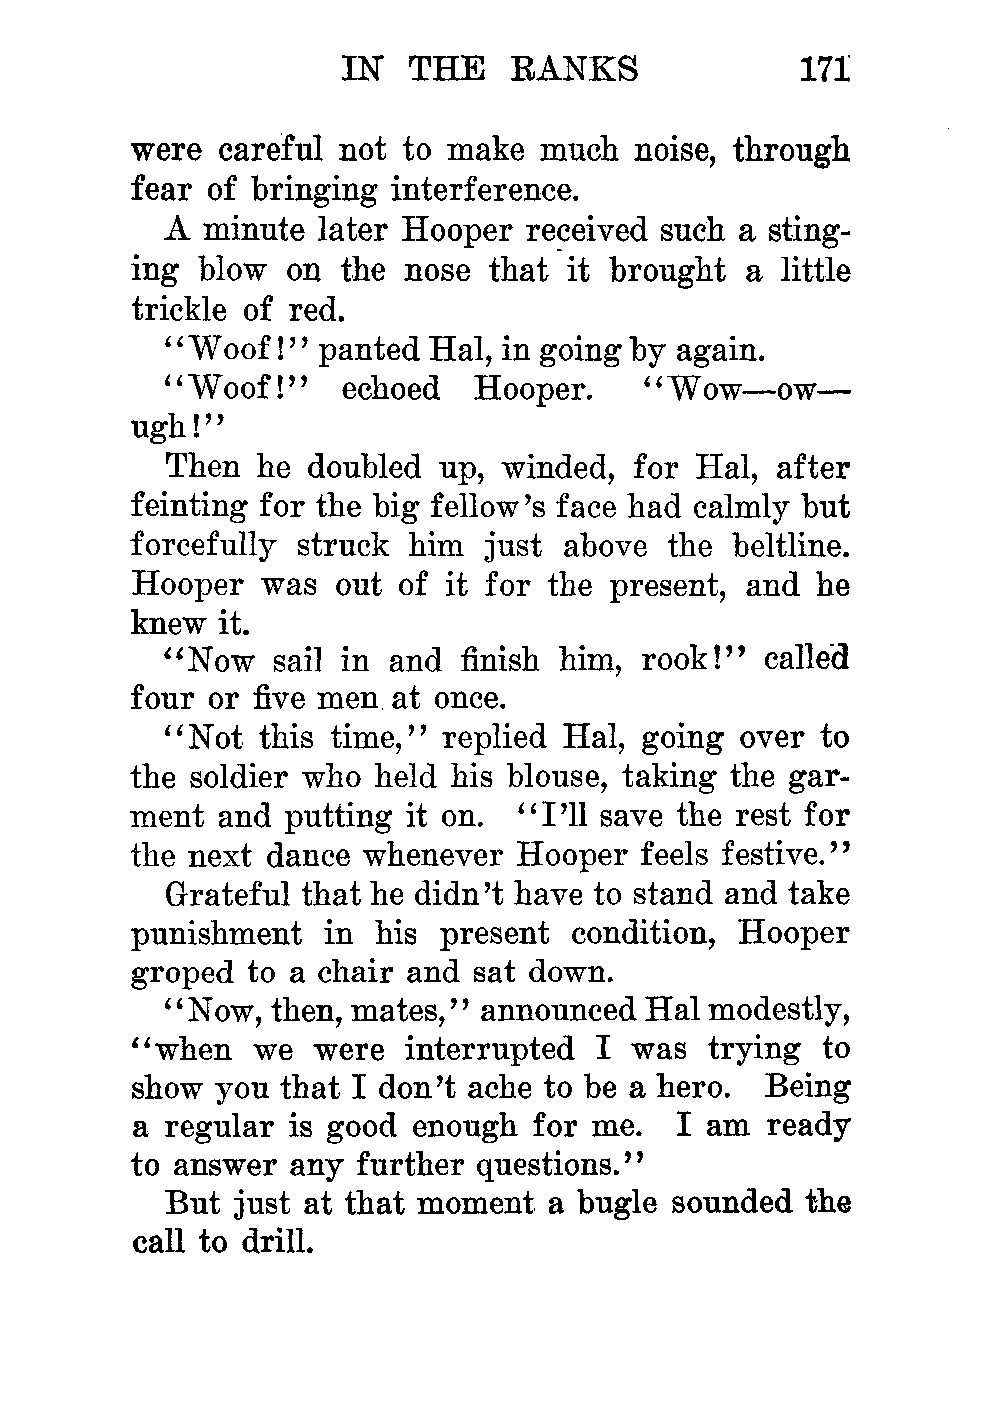 IN THE RANKS 171
were careful not to make much noise, through
fear of bringing interference.
A minute later Hooper received such a sting-
ing blow on the nose that it brought a little
trickle of red.
"Woof!" panted Hal, in going by again.
"Woof!" echoed Hooper. "Wow—ow—
ugh!"
Then he doubled up, winded, for Hal, after
feinting for the big fellow's face had calmly but
forcefully struck him just above the beltline.
Hooper was out of it for the present, and he
knew it.
"Now sail in and finish him, rook!" called
four or five men at once.
"Not this time," replied Hal, going over to
the soldier who held his blouse, taking the gar-
ment and putting it on. "I'll save the rest for
the next dance whenever Hooper feels festive."
Grateful that he didn't have to stand and take
punishment in his present condition, Hooper
groped to a chair and sat down.
"Now, then, mates," announced Hal modestly,
"when we were interrupted I was trying to
show you that I don't ache to be a hero. Being
a regular is good enough for me. I am ready
to answer any further questions."
But just at that moment a bugle sounded the
call to drill.